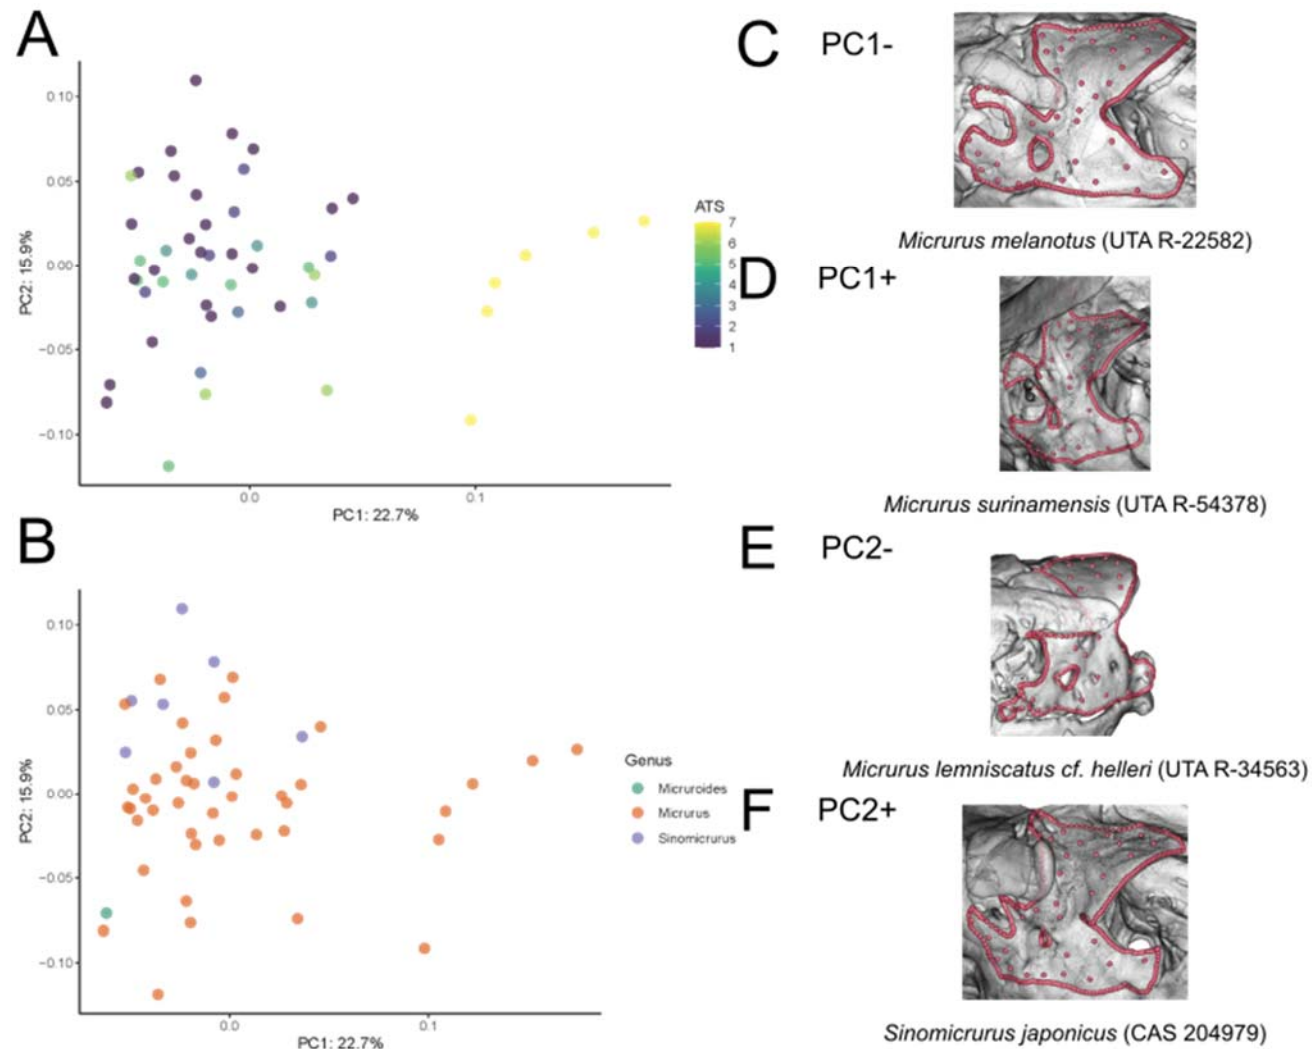 A
0.10
0.05
0.00
−0.05
−0.10
PC2: 15.9%
0.0
0.1
PC1: 22.7%
ATS
7
6
5
4
3
2
1
B
0.10
0.05
0.00
−0.05
−0.10
PC2: 15.9%
0.0
0.1
PC1: 22.7%
Genus
Micruroides
Micrurus
Sinomicrurus
C PC1-
Micrurus melanotus (UTA R-22582)
D PC1+
Micrurus surinamensis (UTA R-54378)
E PC2-
Micrurus lemniscatus cf. helleri (UTA R-34563)
F PC2+
Sinomicrurus japonicus (CAS 204979)